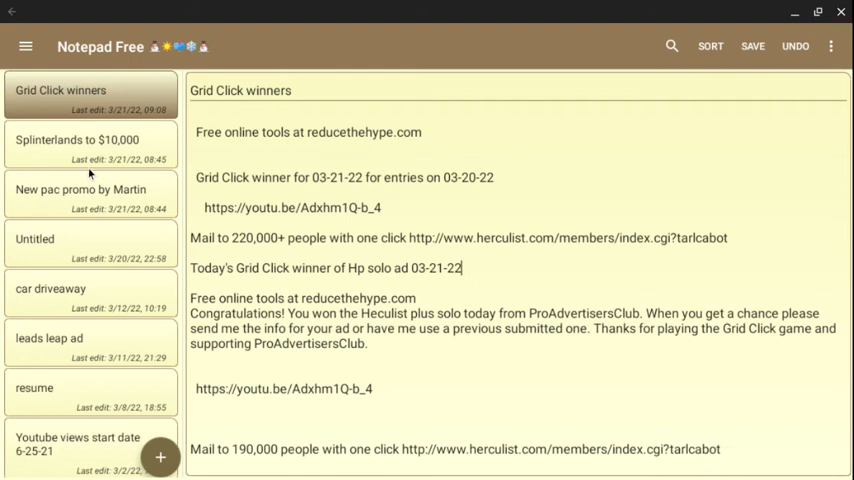 Notepad Free ⛄☀💙❄⛄
SORT
SAVE
UNDO
Grid Click winners
Last edit: 3/21/22, 09:08
Splinterlands to $10,000
Last edit: 3/21/22, 08:45
New pac promo by Martin
Last edit: 3/21/22, 08:44
Untitled
Last edit: 3/20/22, 22:58
car driveaway
Last edit: 3/12/22, 10:19
leads leap ad
Last edit: 3/11/22, 21:29
resume
Last edit: 3/8/22, 18:55
Youtube views start date
6-25-21
Last edit: 3/2/22,
Grid Click winners
Free online tools at reducethehype.com
Grid Click winner for 03-21-22 for entries on 03-20-22
https://youtu.be/Adxhm1Q-b_4
Mail to 220,000+ people with one click http://www.herculist.com/members/index.cgi?tarlcabot
Today's Grid Click winner of Hp solo ad 03-21-22
Free online tools at reducethehype.com
Congratulations! You won the Heculist plus solo today from ProAdvertisersClub. When you get a chance please
send me the info for your ad or have me use a previous submitted one. Thanks for playing the Grid Click game and
supporting ProAdvertisersClub.
https://youtu.be/Adxhm1Q-b_4
Mail to 190,000 people with one click http://www.herculist.com/members/index.cgi?tarlcabot